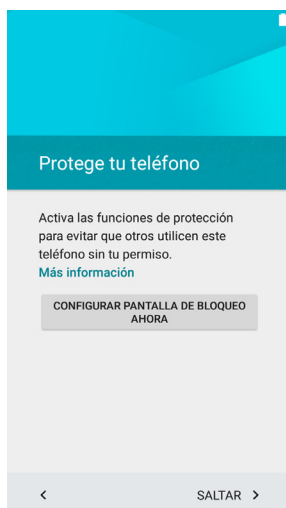 Protege tu teléfono
Activa las funciones de protección
para evitar que otros utilicen este
teléfono sin tu permiso.
Más información
CONFIGURAR PANTALLA DE BLOQUEO
AHORA
SALTAR